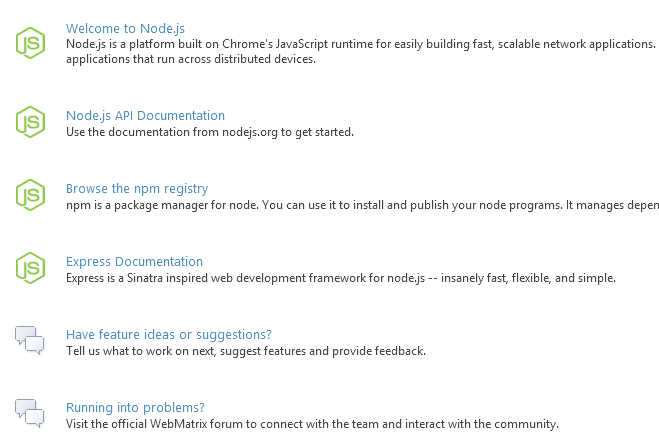 JS Welcome to Node.js
Node.js is a platform built on Chrome's JavaScript runtime for easily building fast, scalable network applications.
applications that run across distributed devices.
JS Node.js API Documentation
Use the documentation from nodejs.org to get started.
JS Browse the npm registry
npm is a package manager for node. You can use it to install and publish your node programs. It manages depen
JS Express Documentation
Express is a Sinatra inspired web development framework for node.js -- insanely fast, flexible, and simple.
Have feature ideas or suggestions?
Tell us what to work on next, suggest features and provide feedback.
Running into problems?
Visit the official WebMatrix forum to connect with the team and interact with the community.